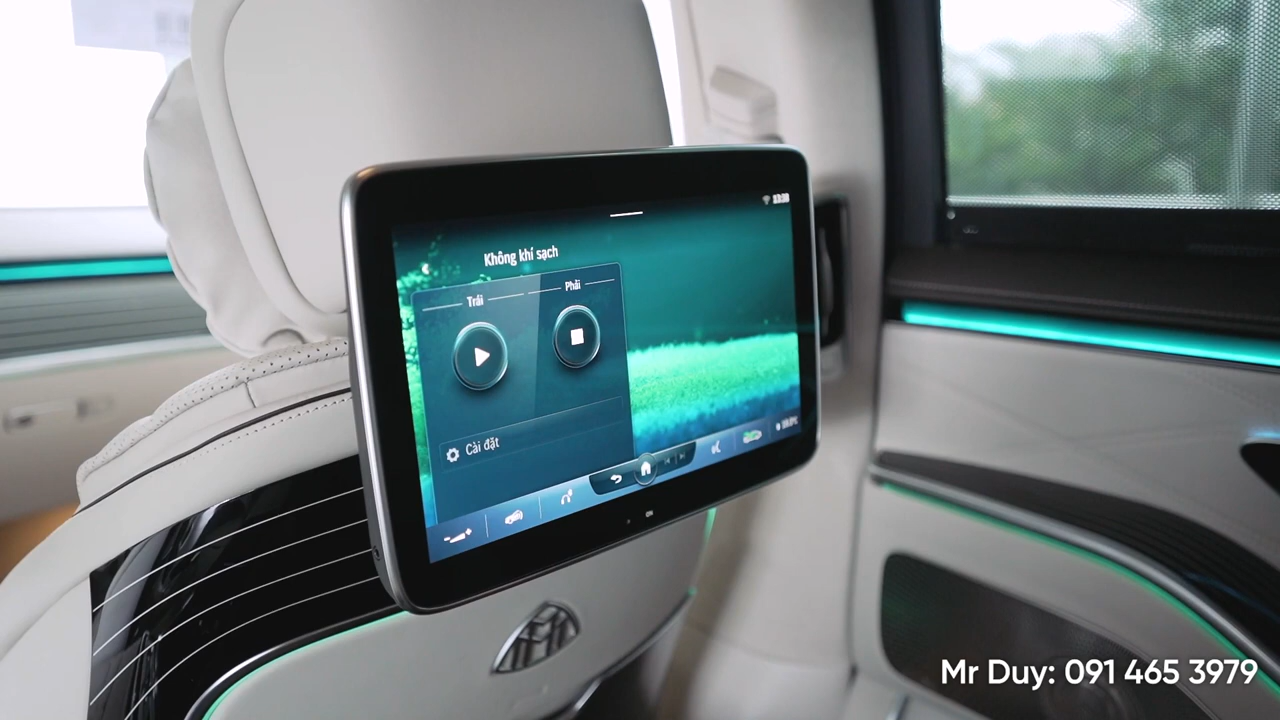 Không khí sạch
Trái
Phải
Cài đặt
Mr Duy: 091 465 3979